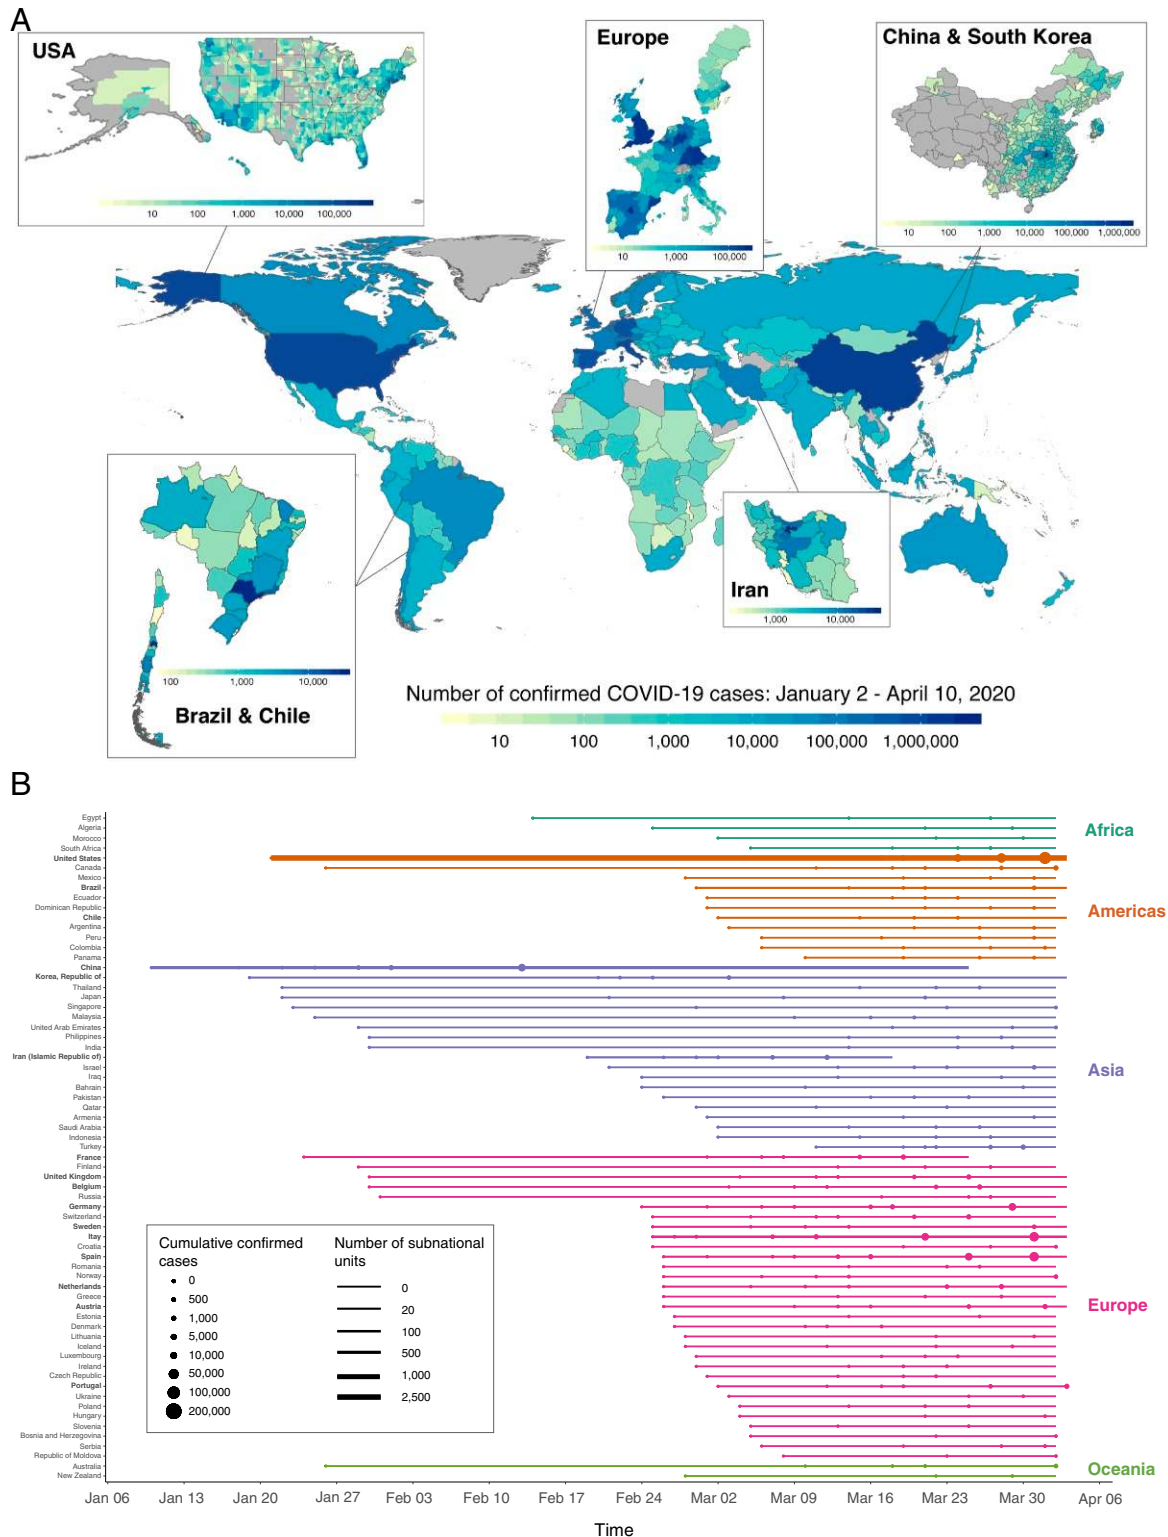 A
USA
10 100 1,000 10,000 100,000
Europe
10 1,000 100,000
China & South Korea
10 100 1,000 10,000 100,000 1,000,000
Iran
1,000 10,000
100 1,000 10,000
Brazil & Chile
Number of confirmed COVID-19 cases: January 2 - April 10, 2020
10 100 1,000 10,000 100,000 1,000,000
B
Egypt
Algeria
Morocco
South Africa
Africa
United States
Canada
Mexico
Brazil
Ecuador
Dominican Republic
Chile
Argentina
Peru
Colombia
Panama
Americas
China
Korea, Republic of
Thailand
Japan
Singapore
Malaysia
United Arab Emirates
Philippines
India
Iran (Islamic Republic of)
Israel
Iraq
Bahrain
Pakistan
Qatar
Armenia
Saudi Arabia
Indonesia
Turkey
Asia
France
Finland
United Kingdom
Belgium
Russia
Germany
Switzerland
Sweden
Itay
Croatia
Spain
Romania
Norway
Netherlands
Greece
Austria
Estonia
Denmark
Lithuania
Iceland
Luxembourg
Ireland
Czech Republic
Portugal
Ukraine
Poland
Hungary
Slovenia
Bosnia and Herzegovina
Serbia
Republic of Moldova
Europe
Australia
New Zealand
Oceania
Cumulative confirmed
cases
0
500
1,000
5,000
10,000
50,000
100,000
200,000
Number of subnational
units
0
20
100
500
1,000
2,500
Jan 06 Jan 13 Jan 20 Jan 27 Feb 03 Feb 10 Feb 17 Feb 24 Mar 02 Mar 09 Mar 16 Mar 23 Mar 30 Apr 06
Time